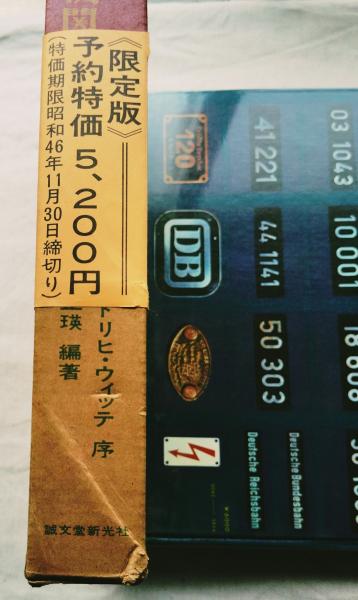 《限定版》
予約特価 5,200円
(特価期限昭和46年11月30日締切り)
トリヒ・ウィッテ 序
瑛 編著
誠文堂新光社
120
DB
41 221
44 1141
50 303
03 1043
10 001
Deutsche Reichsbahn
Deutsche Bundesbahn